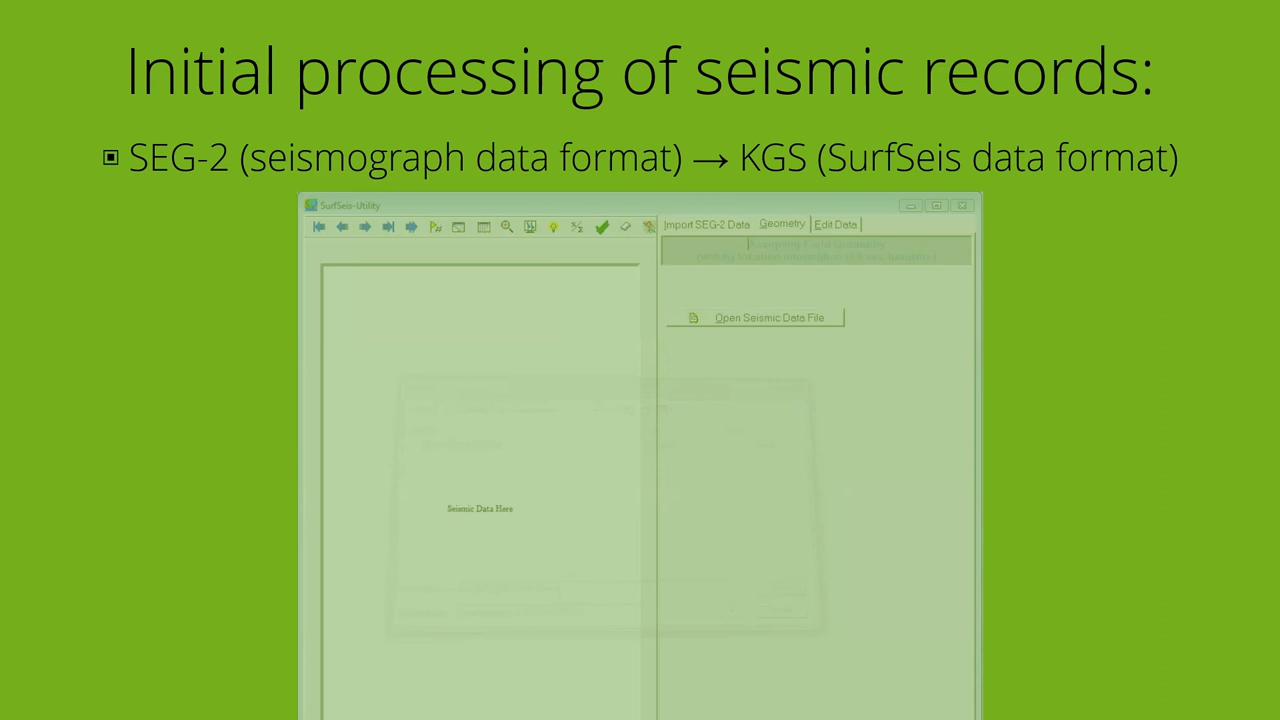 Initial processing of seismic records:
▣ SEG-2 (seismograph data format) → KGS (SurfSeis data format)
SurfSeis-Utility
Import SEG-2 Data Geometry Edit Data
Open Seismic Data File
Seismic Data Here